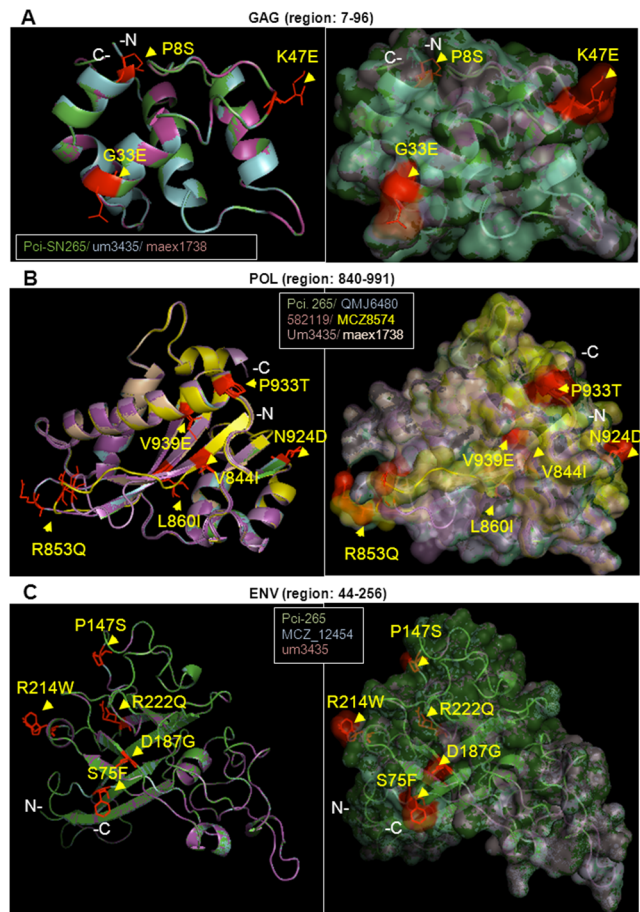 A
GAG (region: 7-96)
C-
-N
P8S
K47E
G33E
Pci-SN265/ um3435/ maex1738
C-
-N
P8S
K47E
G33E
B
POL (region: 840-991)
Pci. 265/ QMJ6480
582119/ MCZ8574
Um3435/ maex1738
-C
P933T
-N
N924D
V939E
V844I
L860I
R853Q
-C
P933T
-N
N924D
V939E
V844I
L860I
R853Q
C
ENV (region: 44-256)
Pci-265
MCZ_12454
um3435
P147S
R214W
R222Q
D187G
S75F
N-
-C
P147S
R214W
R222Q
D187G
S75F
N-
-C